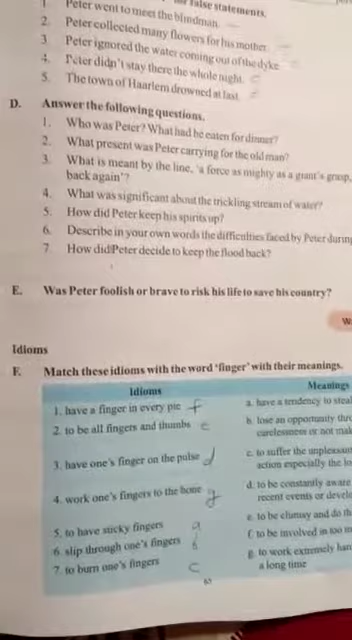 false statements.
1. Peter went to meet the blindman.
2. Peter collected many flowers for his mother.
3. Peter ignored the water coming out of the dyke.
4. Peter didn't stay there the whole night.
5. The town of Haarlem drowned at last.
D. Answer the following questions.
1. Who was Peter? What had he eaten for dinner?
2. What present was Peter carrying for the old man?
3. What is meant by the line, 'a force as mighty as a giant's grasp,
back again'?
4. What was significant about the trickling stream of water?
5. How did Peter keep his spirits up?
6. Describe in your own words the difficulties faced by Peter during
7. How did Peter decide to keep the flood back?
E. Was Peter foolish or brave to risk his life to save his country?
W
Idioms
F. Match these idioms with the word 'finger' with their meanings.
Idioms Meanings
1. have a finger in every pie f a. have a tendency to steal
2. to be all fingers and thumbs e b. lose an opportunity
carelessness or not
3. have one's finger on the pulse d c. to suffer the unpleasant
action especially the
4. work one's fingers to the bone g d. to be constantly aware
recent events or
5. to have sticky fingers a e. to be clumsy and do
6. slip through one's fingers b f. to be involved in too
7. to burn one's fingers c g. to work extremely hard
a long time